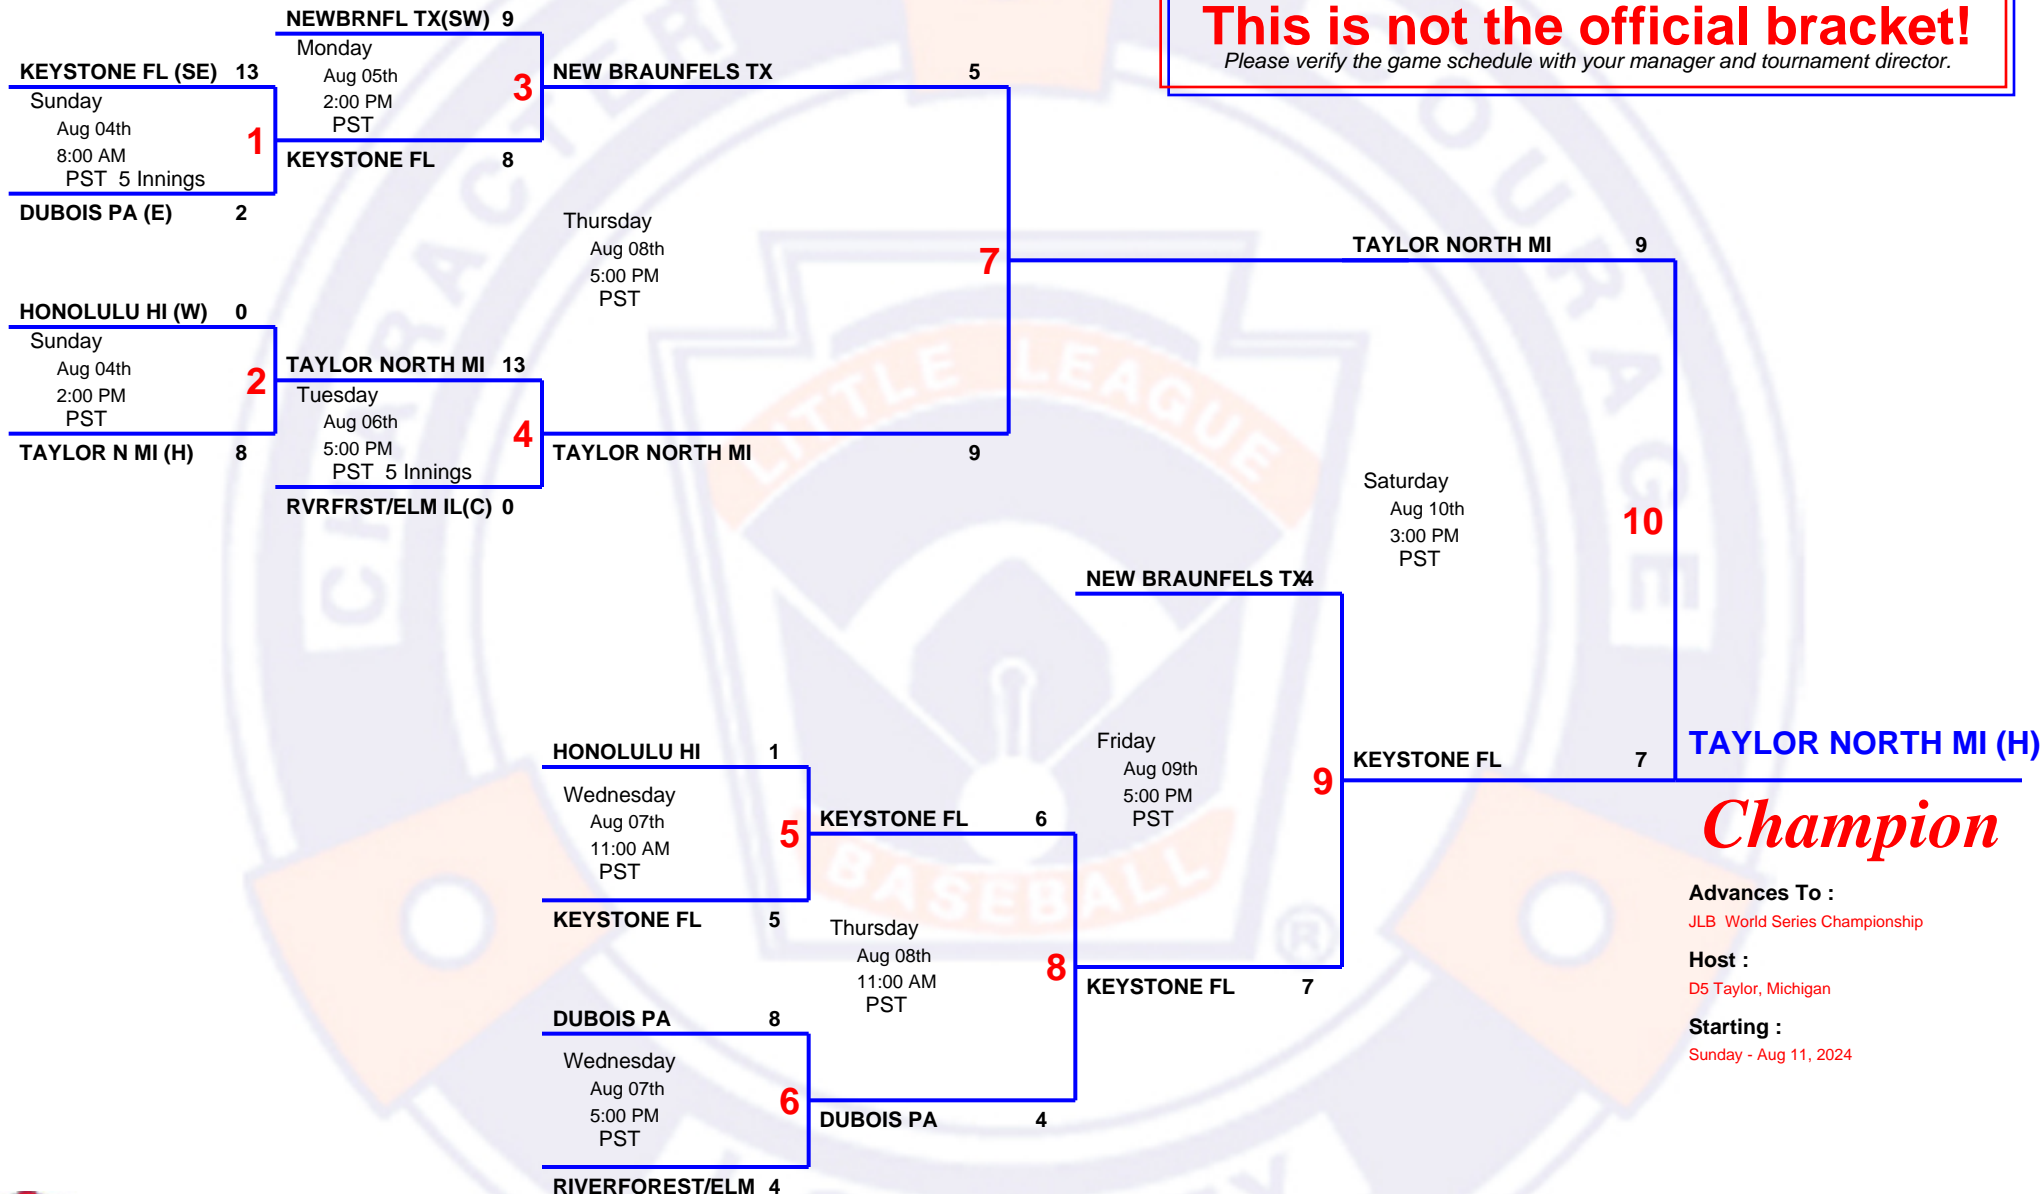 This is not the official bracket!
Please verify the game schedule with your manager and tournament director.
NEWBRNFL TX(SW) 9
Monday
Aug 05th
2:00 PM
PST
3
KEYSTONE FL 8
KEYSTONE FL (SE) 13
Sunday
Aug 04th
8:00 AM
PST 5 Innings
1
DUBOIS PA (E) 2
NEW BRAUNFELS TX 5
Thursday
Aug 08th
5:00 PM
PST
7
TAYLOR NORTH MI 9
HONOLULU HI (W) 0
Sunday
Aug 04th
2:00 PM
PST
2
TAYLOR N MI (H) 8
TAYLOR NORTH MI 13
Tuesday
Aug 06th
5:00 PM
PST 5 Innings
4
RVRFRST/ELM IL(C) 0
TAYLOR NORTH MI 9
Saturday
Aug 10th
3:00 PM
PST
10
KEYSTONE FL 7
NEW BRAUNFELS TX4
Friday
Aug 09th
5:00 PM
PST
9
KEYSTONE FL 7
HONOLULU HI 1
Wednesday
Aug 07th
11:00 AM
PST
5
KEYSTONE FL 5
KEYSTONE FL 6
Thursday
Aug 08th
11:00 AM
PST
8
DUBOIS PA 4
DUBOIS PA 8
Wednesday
Aug 07th
5:00 PM
PST
6
RIVERFOREST/ELM 4
TAYLOR NORTH MI (H)
Champion
Advances To :
JLB World Series Championship
Host :
D5 Taylor, Michigan
Starting :
Sunday - Aug 11, 2024
CHARACTER
COURAGE
LITTLE LEAGUE
BASEBALL
®